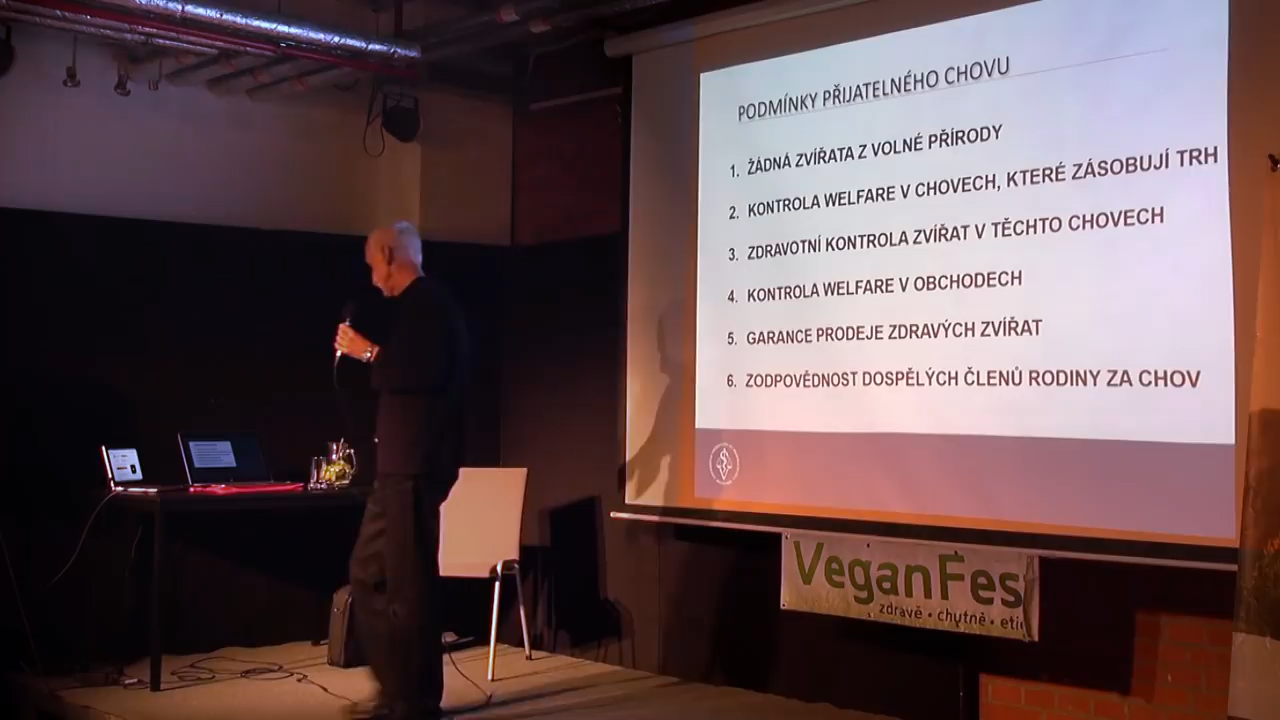 PODMÍNKY PŘIJATELNÉHO CHOVU
1. ŽÁDNÁ ZVÍŘATA Z VOLNÉ PŘÍRODY
2. KONTROLA WELFARE V CHOVECH, KTERÉ ZÁSOBUJÍ TRH
3. ZDRAVOTNÍ KONTROLA ZVÍŘAT V TĚCHTO CHOVECH
4. KONTROLA WELFARE V OBCHODECH
5. GARANCE PRODEJE ZDRAVÝCH ZVÍŘAT
6. ZODPOVĚDNOST DOSPĚLÝCH ČLENŮ RODINY ZA CHOV
VeganFes
zdravě • chutně • eti